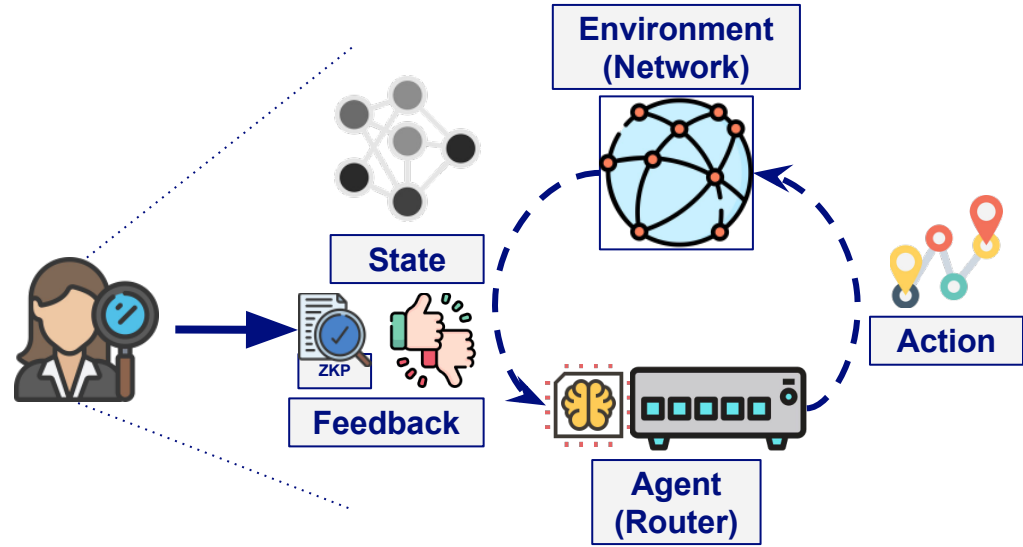 Environment
(Network)
State
ZKP
Feedback
Action
Agent
(Router)